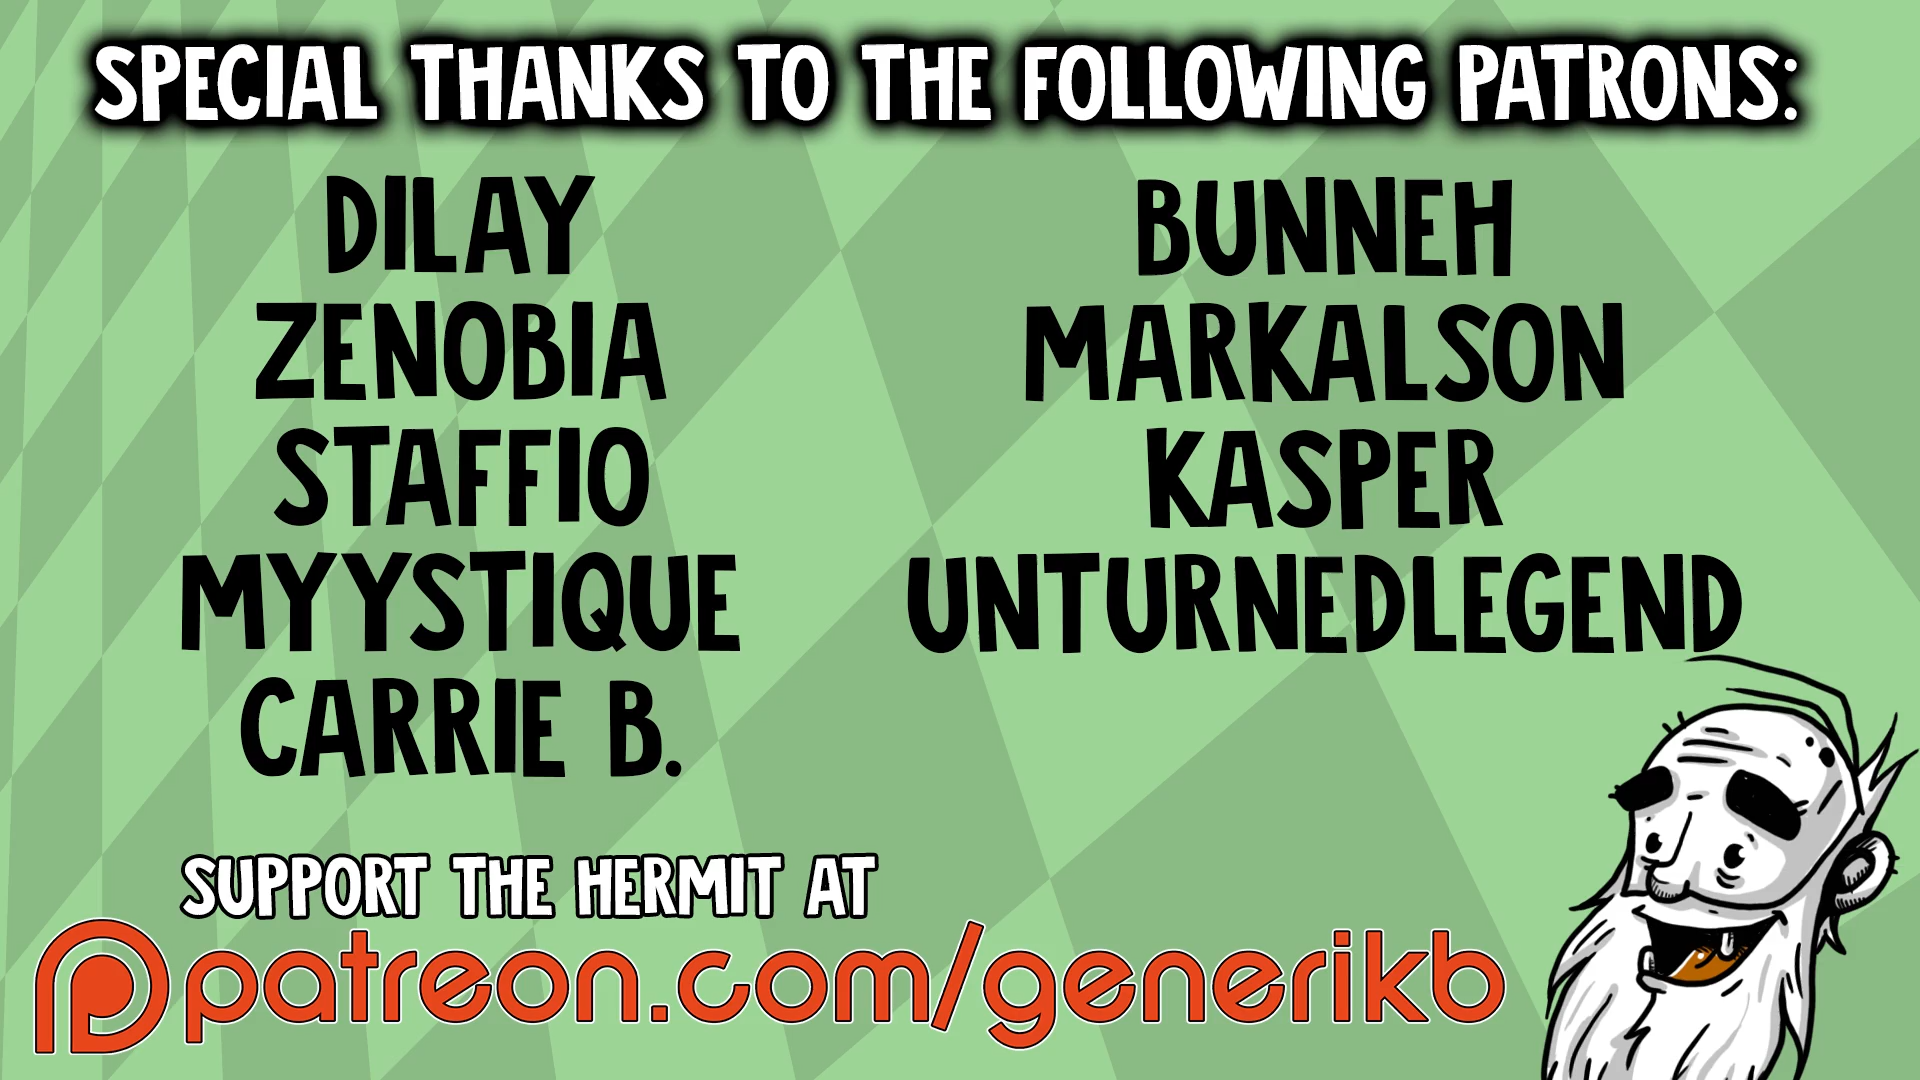 SPECIAL THANKS TO THE FOLLOWING PATRONS:
DILAY
ZENOBIA
STAFFIO
MYYSTIQUE
CARRIE B.
BUNNEH
MARKALSON
KASPER
UNTURNEDLEGEND
SUPPORT THE HERMIT AT
patreon.com/generikb